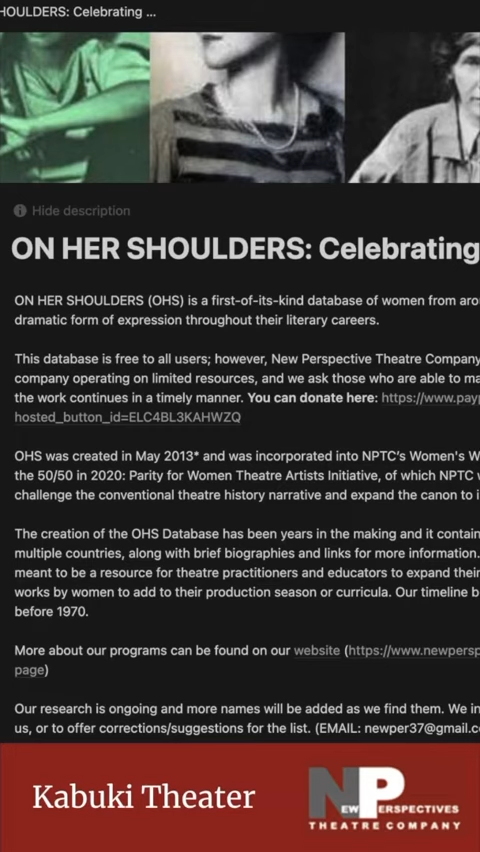 HOULDERS: Celebrating ...
Hide description
ON HER SHOULDERS: Celebrating
ON HER SHOULDERS (OHS) is a first-of-its-kind database of women from arou
dramatic form of expression throughout their literary careers.
This database is free to all users; however, New Perspective Theatre Company
company operating on limited resources, and we ask those who are able to ma
the work continues in a timely manner. You can donate here: https://www.payp
hosted_button_id=ELC4BL3KAHWZQ
OHS was created in May 2013* and was incorporated into NPTC's Women's W
the 50/50 in 2020: Parity for Women Theatre Artists Initiative, of which NPTC w
challenge the conventional theatre history narrative and expand the canon to i
The creation of the OHS Database has been years in the making and it contain
multiple countries, along with brief biographies and links for more information.
meant to be a resource for theatre practitioners and educators to expand their
works by women to add to their production season or curricula. Our timeline b
before 1970.
More about our programs can be found on our website (https://www.newpersp
page)
Our research is ongoing and more names will be added as we find them. We in
us, or to offer corrections/suggestions for the list. (EMAIL: newper37@gmail.c
Kabuki Theater
NEW PERSPECTIVES
THEATRE COMPANY